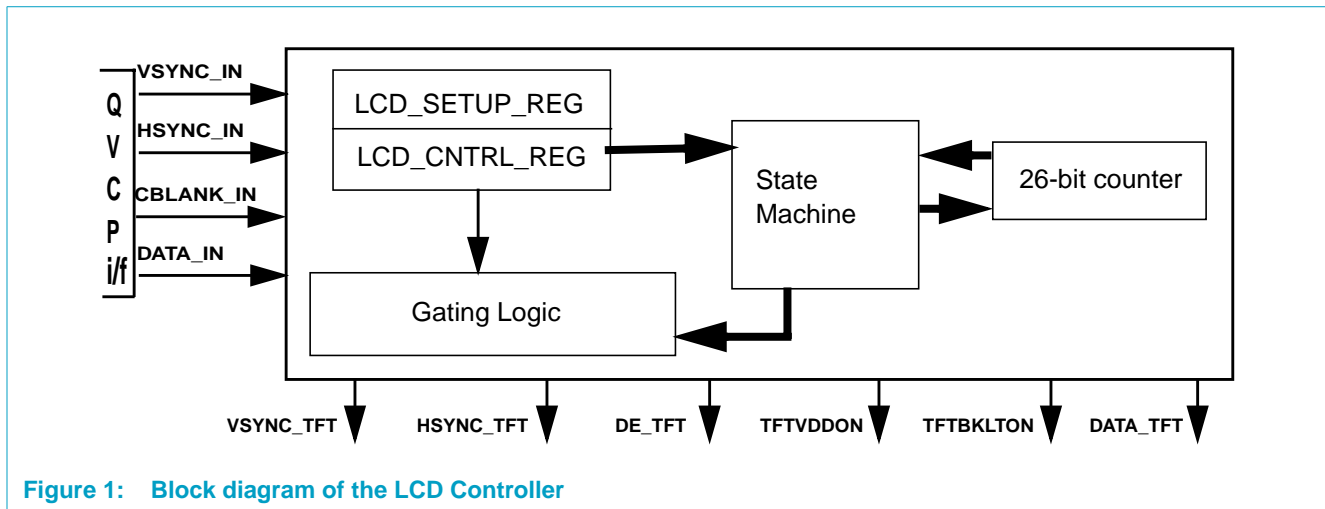 Q
V
C
P
i/f
VSYNC_IN
HSYNC_IN
CBLANK_IN
DATA_IN
LCD_SETUP_REG
LCD_CNTRL_REG
State
Machine
26-bit counter
Gating Logic
VSYNC_TFT
HSYNC_TFT
DE_TFT
TFTVDDON
TFTBKLTON
DATA_TFT
Figure 1: Block diagram of the LCD Controller